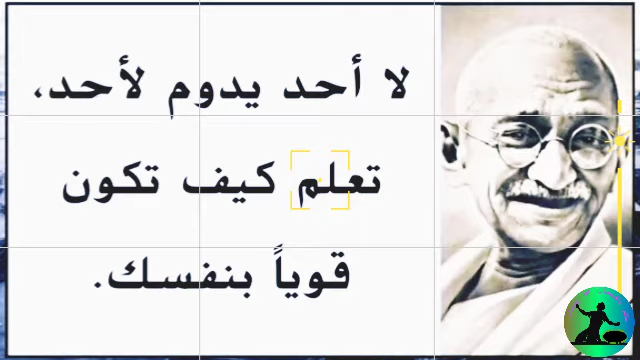 لا أحد يدوم لأحد،
تعلم كيف تكون
قوياً بنفسك.